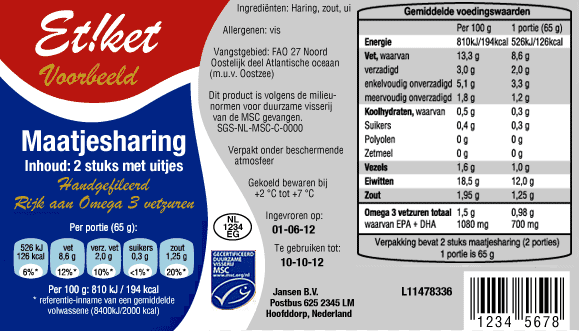 Et!ket
Voorbeeld
Maatjesharing
Inhoud: 2 stuks met uitjes
Handgefileerd
Rijk aan Omega 3 vetzuren
Per portie (65 g):
526 kJ vet verz. vet suikers zout
126 kcal 8,6 g 2,0 g 0,3 g 1,25 g
6%* 12%* 10%* <1%* 20%*
Per 100 g: 810 kJ / 194 kcal
* referentie-inname van een gemiddelde
volwassene (8400kJ/2000 kcal)
Ingrediënten: Haring, zout, ui
Allergenen: vis
Vangstgebied: FAO 27 Noord
Oostelijk deel Atlantische oceaan
(m.u.v. Oostzee)
Dit product is volgens de milieu-
normen voor duurzame visserij
van de MSC gevangen.
SGS-NL-MSC-C-0000
Verpakt onder beschermende
atmosfeer
Gekoeld bewaren bij
+2 °C tot +7 °C
NL
1234
EG
Ingevroren op:
01-06-12
Te gebruiken tot:
10-10-12
GECERTIFICEERD
DUURZAME
VISSERIJ
MSC
www.msc.org/nl
Jansen B.V.
Postbus 625 2345 LM
Hoofddorp, Nederland
Gemiddelde voedingswaarden
Per 100 g 1 portie (65 g)
Energie 810kJ/194kcal 526kJ/126kcal
Vet, waarvan 13,3 g 8,6 g
verzadigd 3,0 g 2,0 g
enkelvoudig onverzadigd 5,1 g 3,3 g
meervoudig onverzadigd 1,8 g 1,2 g
Koolhydraten, waarvan 0,5 g 0,3 g
Suikers 0,4 g 0,3 g
Polyolen 0 g 0 g
Zetmeel 0 g 0 g
Vezels 1,6 g 1,0 g
Eiwitten 18,5 g 12,0 g
Zout 1,95 g 1,25 g
Omega 3 vetzuren totaal 1,5 g 0,98 g
waarvan EPA + DHA 1080 mg 700 mg
Verpakking bevat 2 stuks maatjesharing (2 porties)
1 portie is 65 g
L11478336
1234 5678